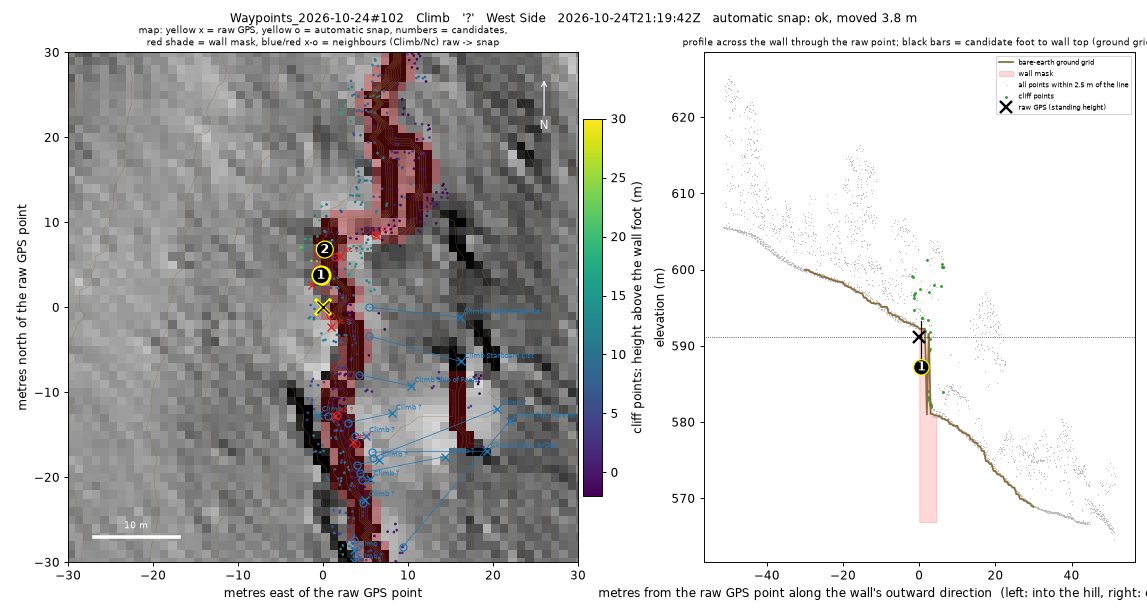 Waypoints_2026-10-24#102 Climb '?' West Side 2026-10-24T21:19:42Z automatic snap: ok, moved 3.8 m
map: yellow x = raw GPS, yellow o = automatic snap, numbers = candidates,
red shade = wall mask, blue/red x-o = neighbours (Climb/Nc) raw -> snap
profile across the wall through the raw point; black bars = candidate foot to wall top (ground gri
30
20
10
0
−10
−20
−30
metres north of the raw GPS point
−30
−20
−10
0
10
20
30
metres east of the raw GPS point
N
10 m
2
1
Climb ?
Climb ?
Climb ?
Climb ?
30
25
20
15
10
5
0
cliff points: height above the wall foot (m)
bare-earth ground grid
wall mask
all points within 2.5 m of the line
cliff points
raw GPS (standing height)
1
620
610
600
590
580
570
elevation (m)
−40
−20
0
20
40
metres from the raw GPS point along the wall's outward direction (left: into the hill, right: